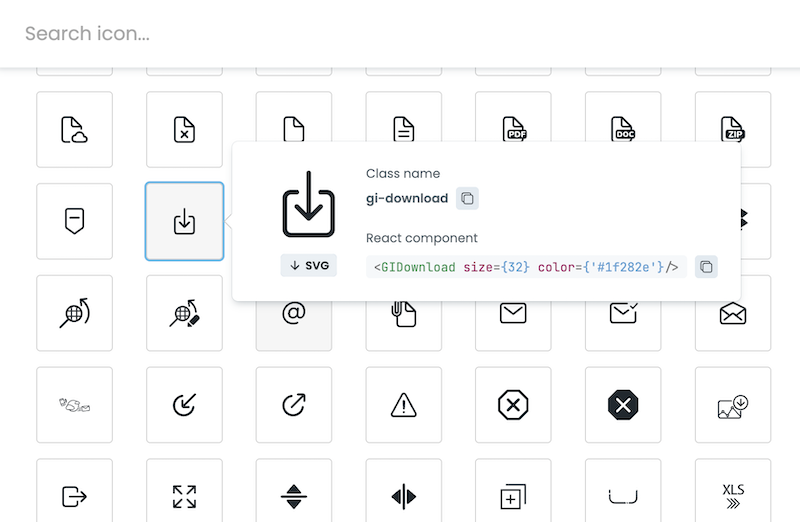 Search icon...
PDF
DOC
ZIP
Class name
gi-download
React component
SVG
<GIDownload size={32} color={'#1f282e'}/>
@
XLS